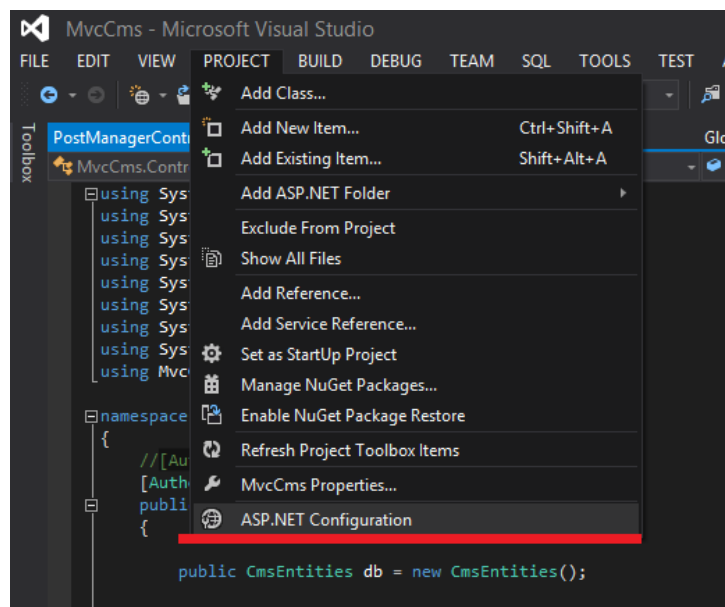 MvcCms - Microsoft Visual Studio
FILE EDIT VIEW PROJECT BUILD DEBUG TEAM SQL TOOLS TEST
Add Class...
Toolbox
PostManagerContr
Add New Item... Ctrl+Shift+A
Glo
MvcCms.Contr
Add Existing Item... Shift+Alt+A
using Sys
Add ASP.NET Folder
using Sys
Exclude From Project
using Sys
using Sys
Show All Files
using Sys
Add Reference...
using Sys
using Sys
Add Service Reference...
using Sys
Set as StartUp Project
using Mvc
Manage NuGet Packages...
namespace
Enable NuGet Package Restore
{
Refresh Project Toolbox Items
//[Au
[Auth
MvcCms Properties...
publi
ASP.NET Configuration
{
public CmsEntities db = new CmsEntities();